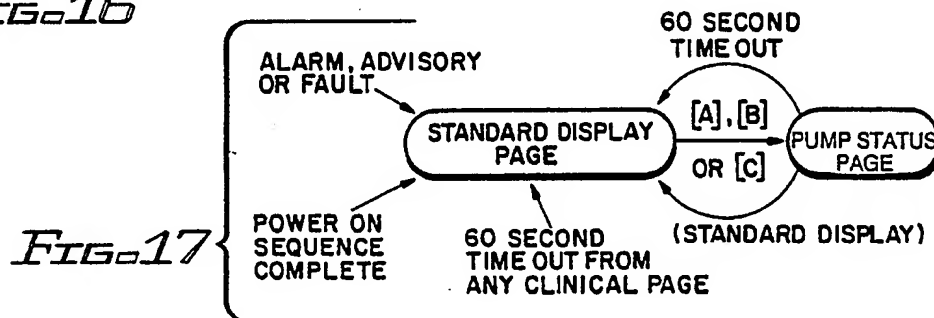 FIG. 16
60 SECOND
TIME OUT
ALARM, ADVISORY
OR FAULT
[A], [B]
STANDARD DISPLAY
PAGE
PUMP STATUS
PAGE
OR [C]
POWER ON
SEQUENCE
COMPLETE
(STANDARD DISPLAY)
60 SECOND
TIME OUT FROM
ANY CLINICAL PAGE
FIG. 17